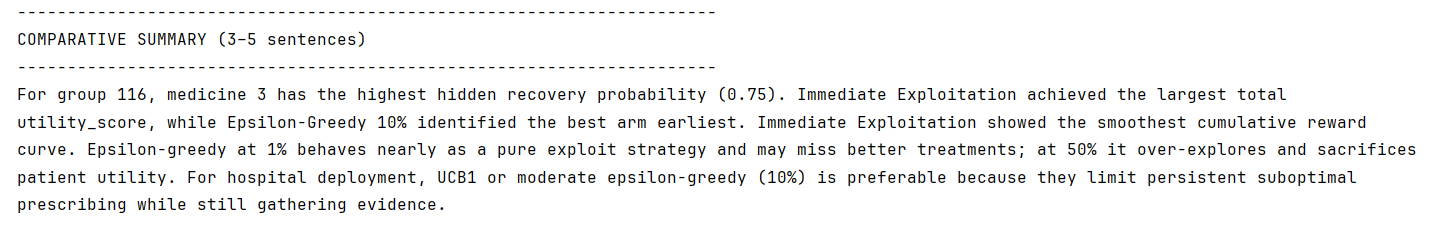 ----------------------------------------------------------------------
COMPARATIVE SUMMARY (3–5 sentences)
----------------------------------------------------------------------
For group 116, medicine 3 has the highest hidden recovery probability (0.75). Immediate Exploitation achieved the largest total
utility_score, while Epsilon-Greedy 10% identified the best arm earliest. Immediate Exploitation showed the smoothest cumulative reward
curve. Epsilon-greedy at 1% behaves nearly as a pure exploit strategy and may miss better treatments; at 50% it over-explores and sacrifices
patient utility. For hospital deployment, UCB1 or moderate epsilon-greedy (10%) is preferable because they limit persistent suboptimal
prescribing while still gathering evidence.